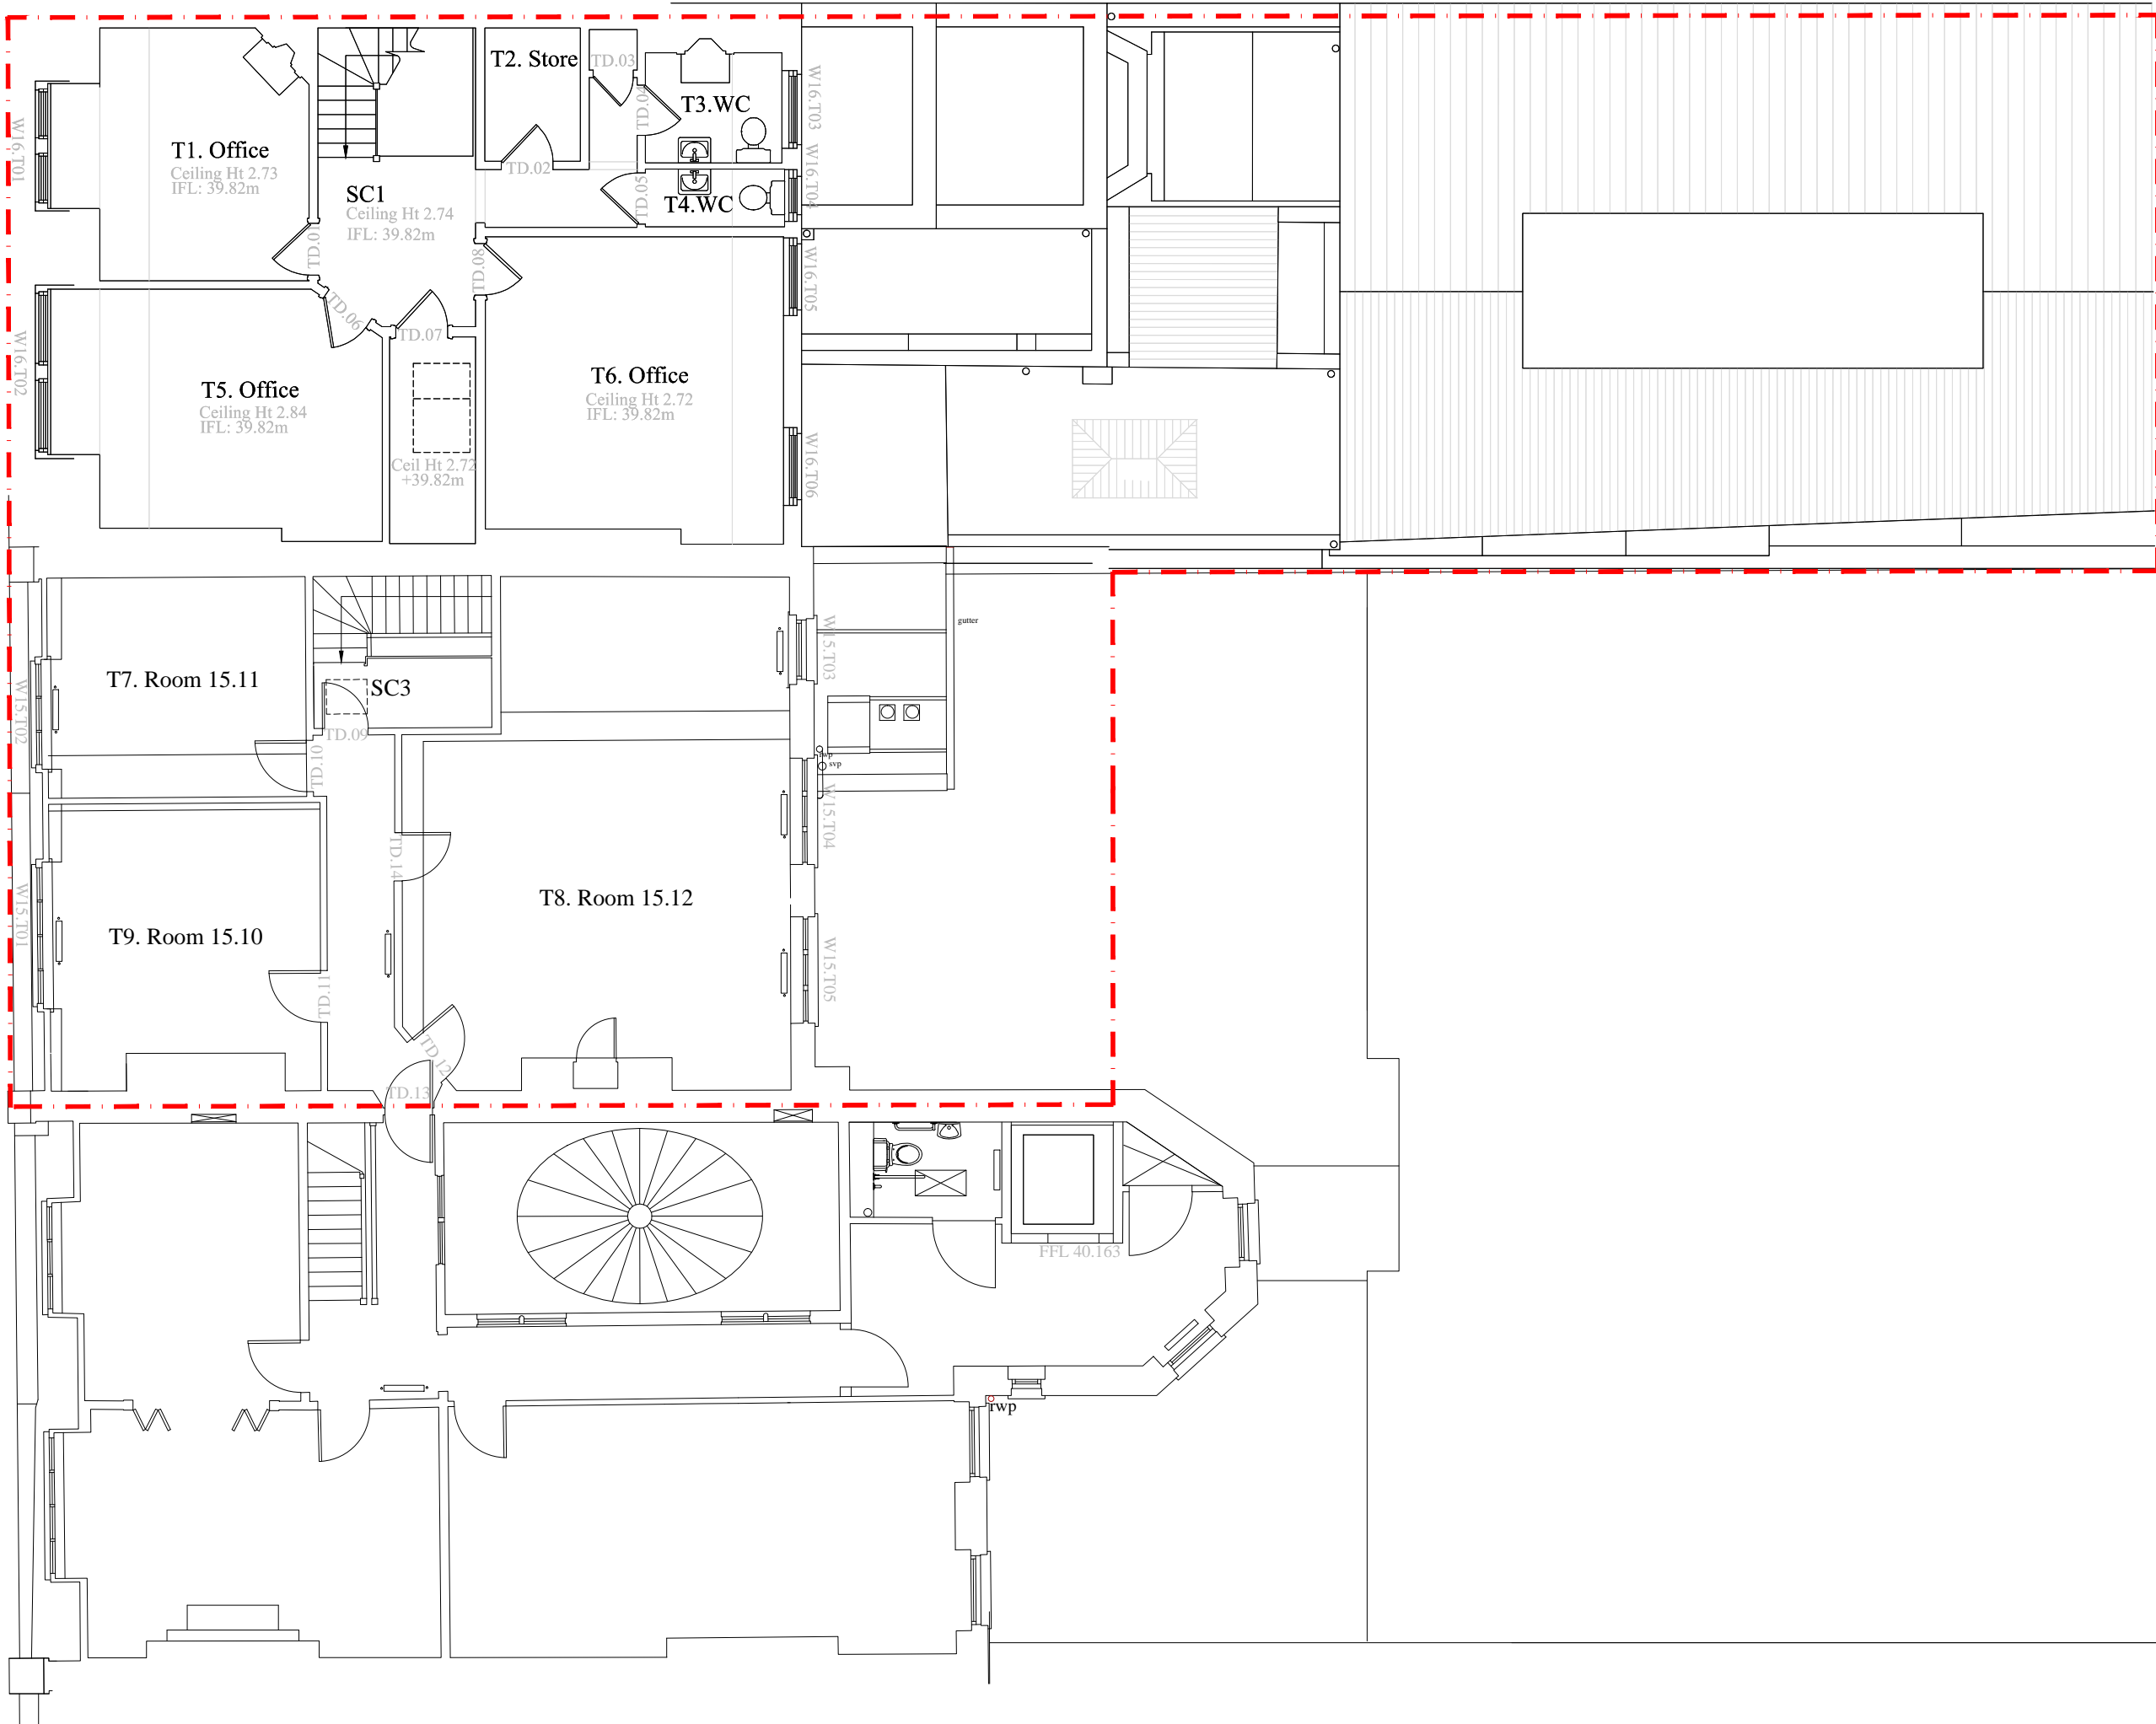 T2. Store
TD.03
T3.WC
TD.04
W16.T03
W16.T01
T1. Office
Ceiling Ht 2.73
IFL: 39.82m
TD.02
SC1
Ceiling Ht 2.74
IFL: 39.82m
TD.05
T4.WC
W16.T04
TD.01
TD.08
W16.T05
TD.06
TD.07
W16.T02
T5. Office
Ceiling Ht 2.84
IFL: 39.82m
T6. Office
Ceiling Ht 2.72
IFL: 39.82m
Ceil Ht 2.72
+39.82m
W16.T06
gutter
W15.T03
T7. Room 15.11
SC3
W15.T02
TD.09
TD.10
rwp
svp
W15.T04
TD.14
T8. Room 15.12
W15.T01
T9. Room 15.10
W15.T05
TD.11
TD.12
TD.13
FFL 40.163
rwp